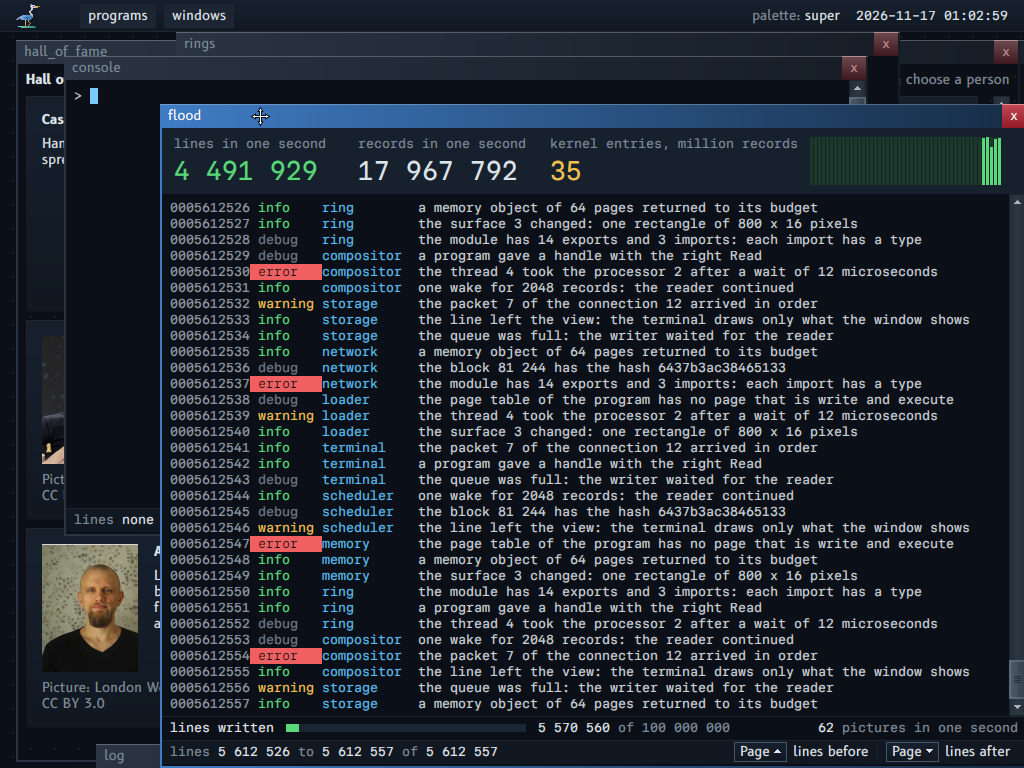 programs windows palette: super 2026-11-17 01:02:59
rings x
hall_of_fame x
console x
Hall o choose a person
>
flood x
Cas
Han
spre
lines in one second records in one second kernel entries, million records
4 491 929 17 967 792 35
0005612526 info ring a memory object of 64 pages returned to its budget
0005612527 info ring the surface 3 changed: one rectangle of 800 x 16 pixels
0005612528 debug ring the module has 14 exports and 3 imports: each import has a type
0005612529 debug compositor a program gave a handle with the right Read
0005612530 error compositor the thread 4 took the processor 2 after a wait of 12 microseconds
0005612531 info compositor one wake for 2048 records: the reader continued
0005612532 warning storage the packet 7 of the connection 12 arrived in order
0005612533 info storage the line left the view: the terminal draws only what the window shows
0005612534 info storage the queue was full: the writer waited for the reader
0005612535 info network a memory object of 64 pages returned to its budget
0005612536 debug network the block 81 244 has the hash 6437b3ac38465133
0005612537 error network the module has 14 exports and 3 imports: each import has a type
0005612538 debug loader the page table of the program has no page that is write and execute
0005612539 warning loader the thread 4 took the processor 2 after a wait of 12 microseconds
0005612540 info loader the surface 3 changed: one rectangle of 800 x 16 pixels
0005612541 info terminal the packet 7 of the connection 12 arrived in order
0005612542 info terminal a program gave a handle with the right Read
0005612543 debug terminal the queue was full: the writer waited for the reader
0005612544 info scheduler one wake for 2048 records: the reader continued
0005612545 debug scheduler the block 81 244 has the hash 6437b3ac38465133
0005612546 warning scheduler the line left the view: the terminal draws only what the window shows
0005612547 error memory the page table of the program has no page that is write and execute
0005612548 info memory a memory object of 64 pages returned to its budget
0005612549 info memory the surface 3 changed: one rectangle of 800 x 16 pixels
0005612550 info ring the module has 14 exports and 3 imports: each import has a type
0005612551 info ring a program gave a handle with the right Read
0005612552 debug ring the thread 4 took the processor 2 after a wait of 12 microseconds
0005612553 debug compositor one wake for 2048 records: the reader continued
0005612554 error compositor the packet 7 of the connection 12 arrived in order
0005612555 info compositor the line left the view: the terminal draws only what the window shows
0005612556 warning storage the queue was full: the writer waited for the reader
0005612557 info storage a memory object of 64 pages returned to its budget
Pict
CC
lines none
Picture: London W
CC BY 3.0
log
lines written 5 570 560 of 100 000 000 62 pictures in one second
lines 5 612 526 to 5 612 557 of 5 612 557 Page lines before Page lines after